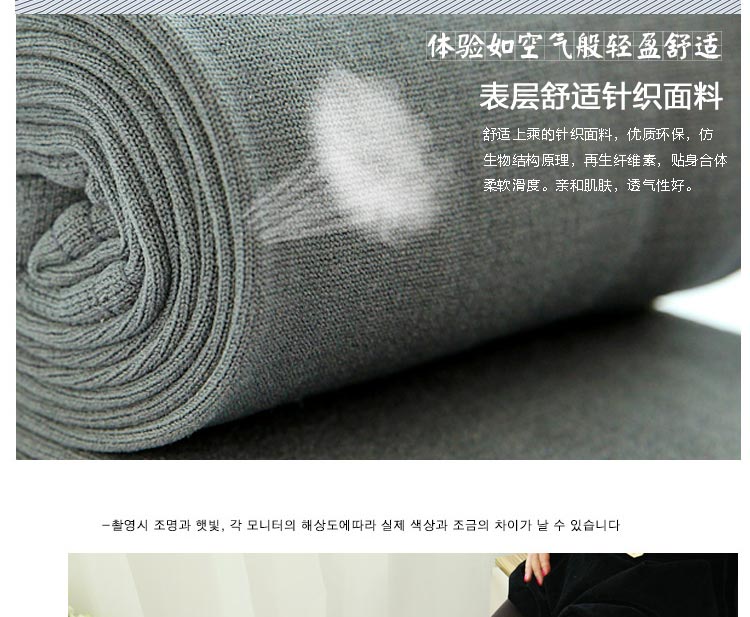 体验如空气般轻盈舒适
表层舒适针织面料
舒适上乘的针织面料，优质环保，仿
生物结构原理，再生纤维素，贴身合体
柔软滑度。亲和肌肤，透气性好。
-촬영시 조명과 햇빛, 각 모니터의 해상도에따라 실제 색상과 조금의 차이가 날 수 있습니다